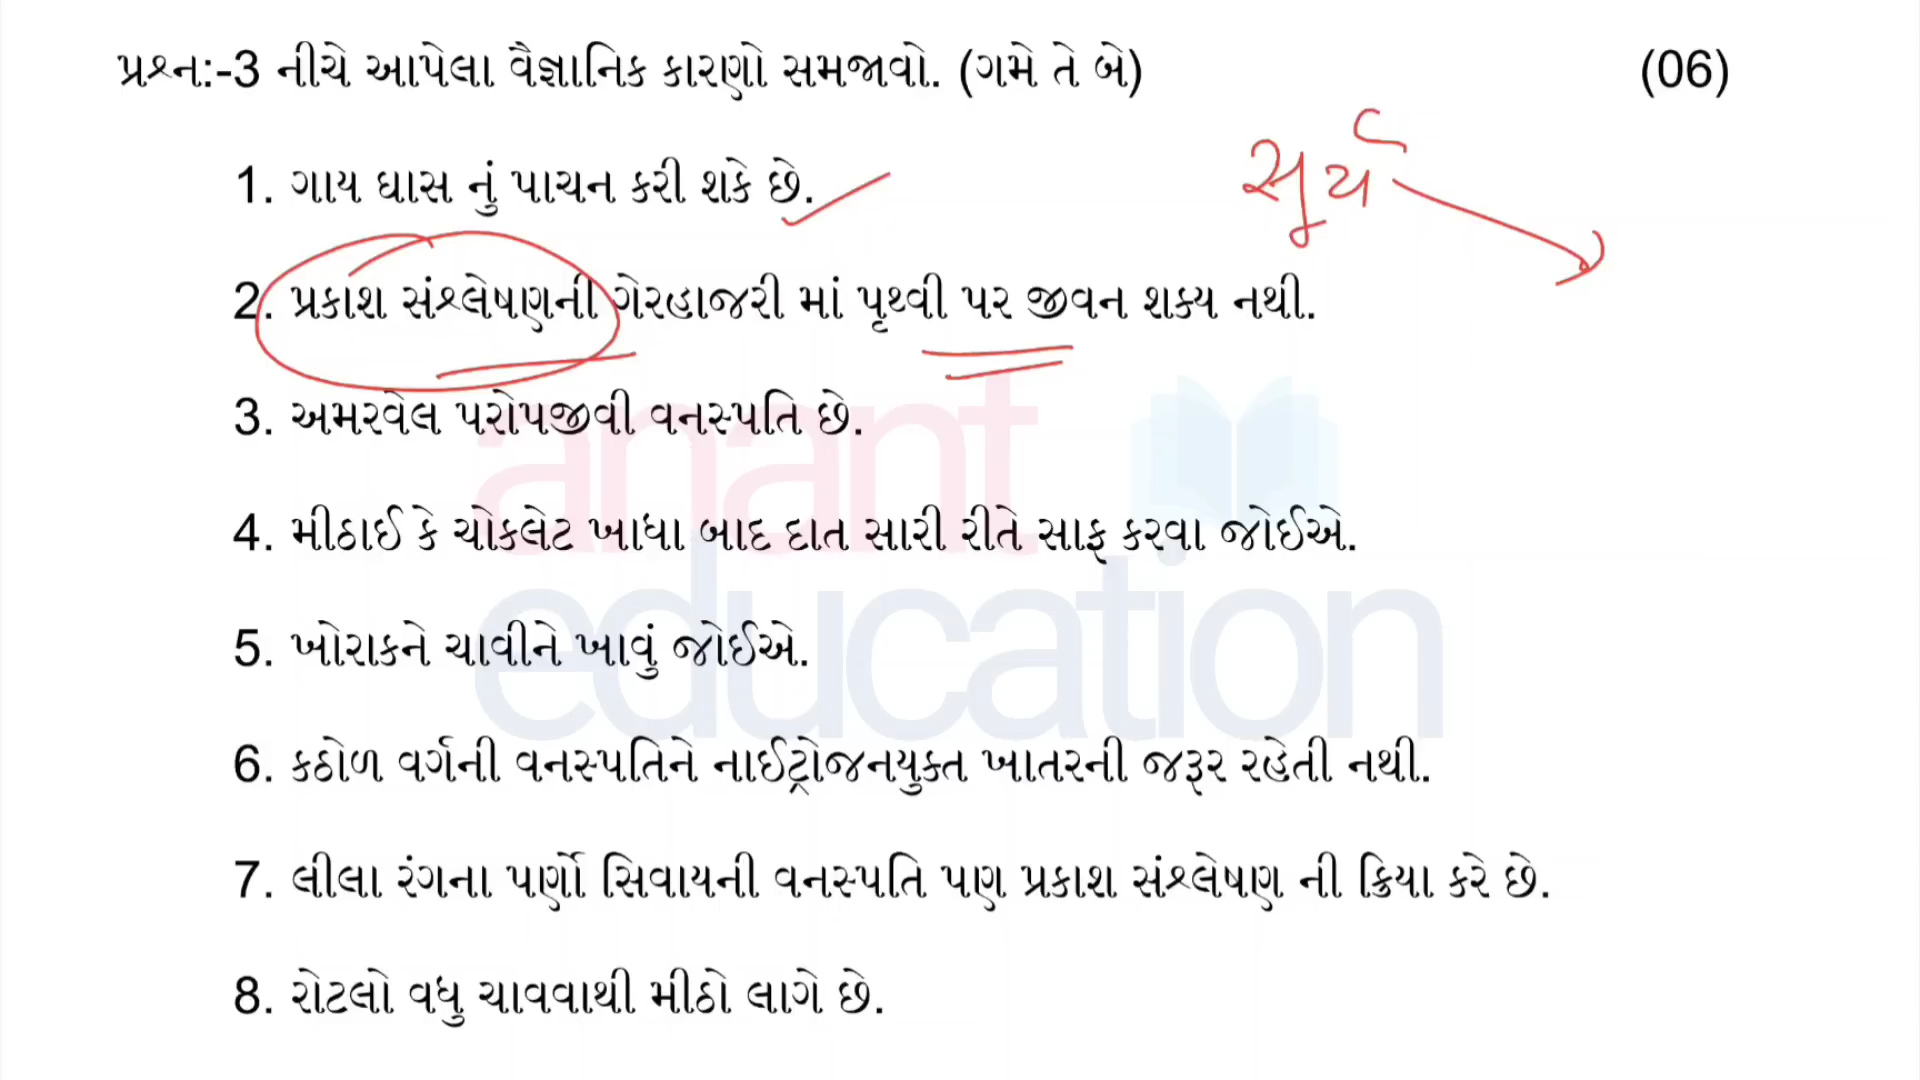 પ્રશ્ન:-3 નીચે આપેલા વૈજ્ઞાનિક કારણો સમજાવો. (ગમે તે બે) (06)
સૂર્ય
1. ગાય ઘાસ નું પાચન કરી શકે છે.
2. પ્રકાશ સંશ્લેષણની ગેરહાજરી માં પૃથ્વી પર જીવન શક્ય નથી.
3. અમરવેલ પરોપજીવી વનસ્પતિ છે.
anant
4. મીઠાઈ કે ચોકલેટ ખાધા બાદ દાત સારી રીતે સાફ કરવા જોઈએ.
education
5. ખોરાકને ચાવીને ખાવું જોઈએ.
6. કઠોળ વર્ગની વનસ્પતિને નાઈટ્રોજનયુક્ત ખાતરની જરૂર રહેતી નથી.
7. લીલા રંગના પર્ણો સિવાયની વનસ્પતિ પણ પ્રકાશ સંશ્લેષણ ની ક્રિયા કરે છે.
8. રોટલો વધુ ચાવવાથી મીઠો લાગે છે.